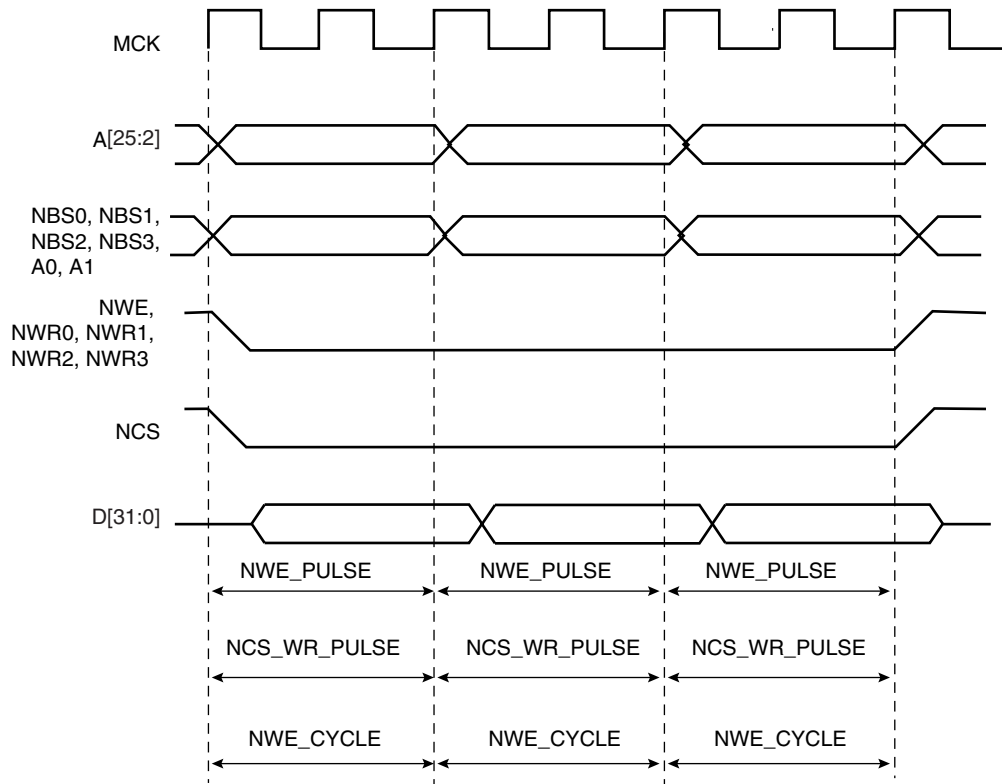 MCK
A[25:2]
NBS0, NBS1,
NBS2, NBS3,
A0, A1
NWE,
NWR0, NWR1,
NWR2, NWR3
NCS
D[31:0]
NWE_PULSE NWE_PULSE NWE_PULSE
NCS_WR_PULSE NCS_WR_PULSE NCS_WR_PULSE
NWE_CYCLE NWE_CYCLE NWE_CYCLE